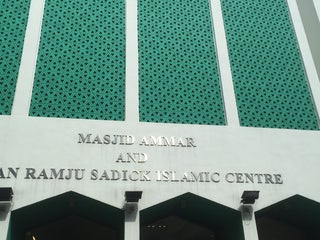 MASJID AMMAR
AND
AN RAMJU SADICK ISLAMIC CENTRE